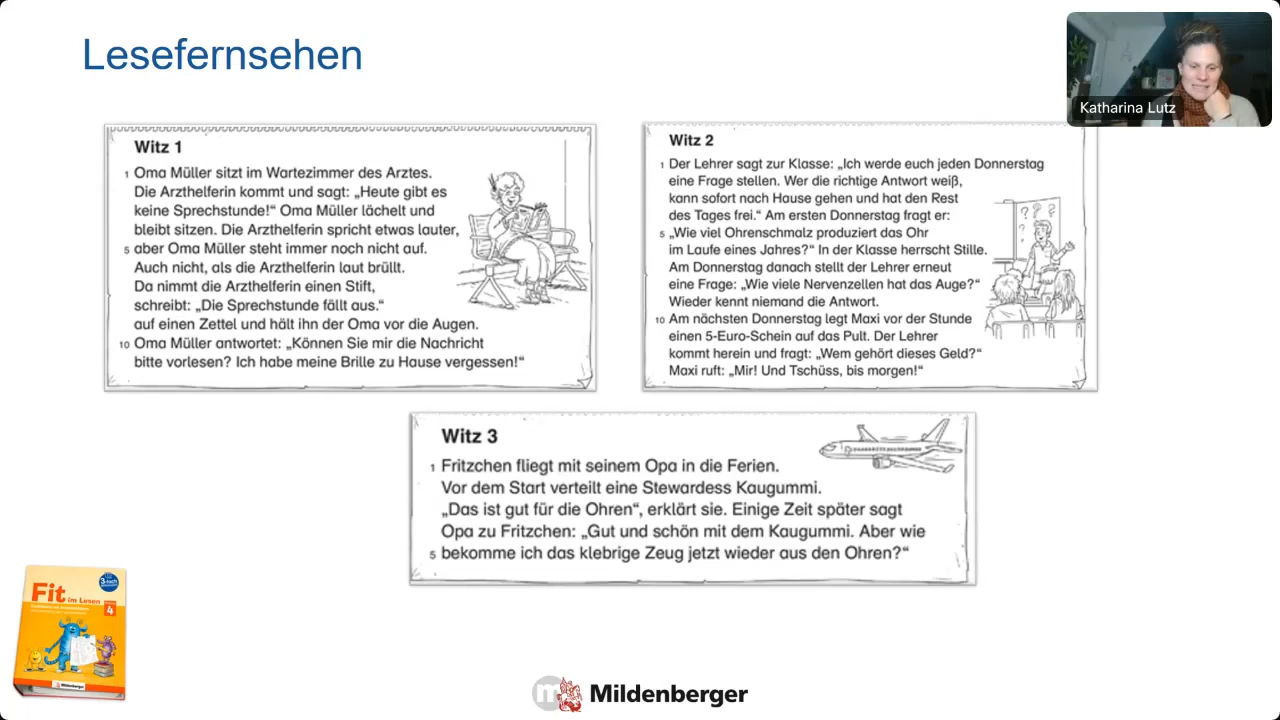 Lesefernsehen
Katharina Lutz
Witz 1
1 Oma Müller sitzt im Wartezimmer des Arztes.
Die Arzthelferin kommt und sagt: „Heute gibt es
keine Sprechstunde!“ Oma Müller lächelt und
bleibt sitzen. Die Arzthelferin spricht etwas lauter,
5 aber Oma Müller steht immer noch nicht auf.
Auch nicht, als die Arzthelferin laut brüllt.
Da nimmt die Arzthelferin einen Stift,
schreibt: „Die Sprechstunde fällt aus.“
auf einen Zettel und hält ihn der Oma vor die Augen.
10 Oma Müller antwortet: „Können Sie mir die Nachricht
bitte vorlesen? Ich habe meine Brille zu Hause vergessen!“
Witz 2
1 Der Lehrer sagt zur Klasse: „Ich werde euch jeden Donnerstag
eine Frage stellen. Wer die richtige Antwort weiß,
kann sofort nach Hause gehen und hat den Rest
des Tages frei.“ Am ersten Donnerstag fragt er:
5 „Wie viel Ohrenschmalz produziert das Ohr
im Laufe eines Jahres?“ In der Klasse herrscht Stille.
Am Donnerstag danach stellt der Lehrer erneut
eine Frage: „Wie viele Nervenzellen hat das Auge?“
Wieder kennt niemand die Antwort.
10 Am nächsten Donnerstag legt Maxi vor der Stunde
einen 5-Euro-Schein auf das Pult. Der Lehrer
kommt herein und fragt: „Wem gehört dieses Geld?“
Maxi ruft: „Mir! Und Tschüss, bis morgen!“
? ? ?
?
Witz 3
1 Fritzchen fliegt mit seinem Opa in die Ferien.
Vor dem Start verteilt eine Stewardess Kaugummi.
„Das ist gut für die Ohren“, erklärt sie. Einige Zeit später sagt
Opa zu Fritzchen: „Gut und schön mit dem Kaugummi. Aber wie
5 bekomme ich das klebrige Zeug jetzt wieder aus den Ohren?“
3-fach
Fit im Lesen
4
Mildenberger
m Mildenberger